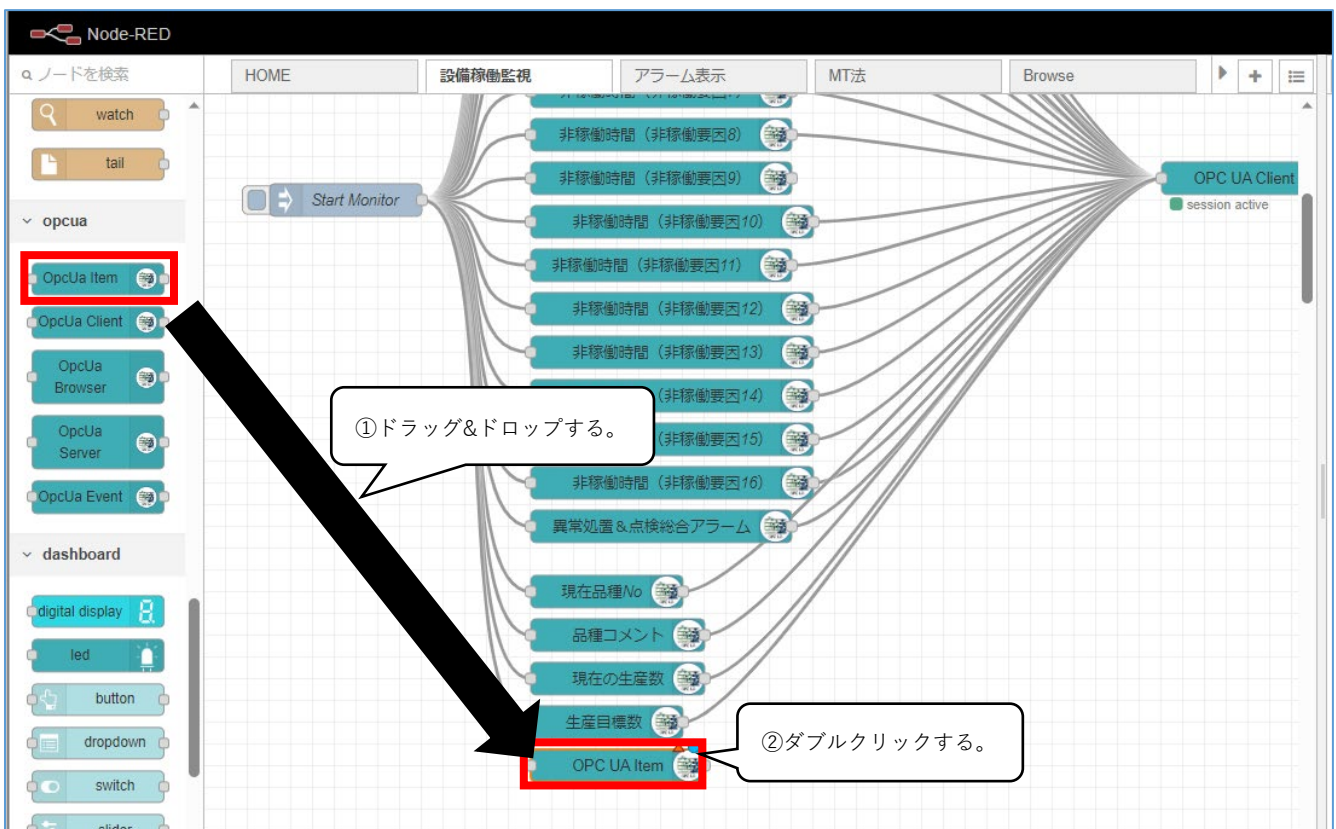 Node-RED
ノードを検索
HOME
設備稼働監視
アラーム表示
MT法
Browse
watch
tail
opcua
OpcUa Item
OpcUa Client
OpcUa
Browser
OpcUa
Server
OpcUa Event
dashboard
digital display
led
button
dropdown
switch
slider
Start Monitor
非稼働時間（非稼働要因8）
非稼働時間（非稼働要因9）
非稼働時間（非稼働要因10）
非稼働時間（非稼働要因11）
非稼働時間（非稼働要因12）
非稼働時間（非稼働要因13）
（非稼働要因14）
（非稼働要因15）
非稼働時間（非稼働要因16）
異常処置＆点検総合アラーム
現在品種No
品種コメント
現在の生産数
生産目標数
OPC UA Item
OPC UA Client
session active
①ドラッグ&ドロップする。
②ダブルクリックする。